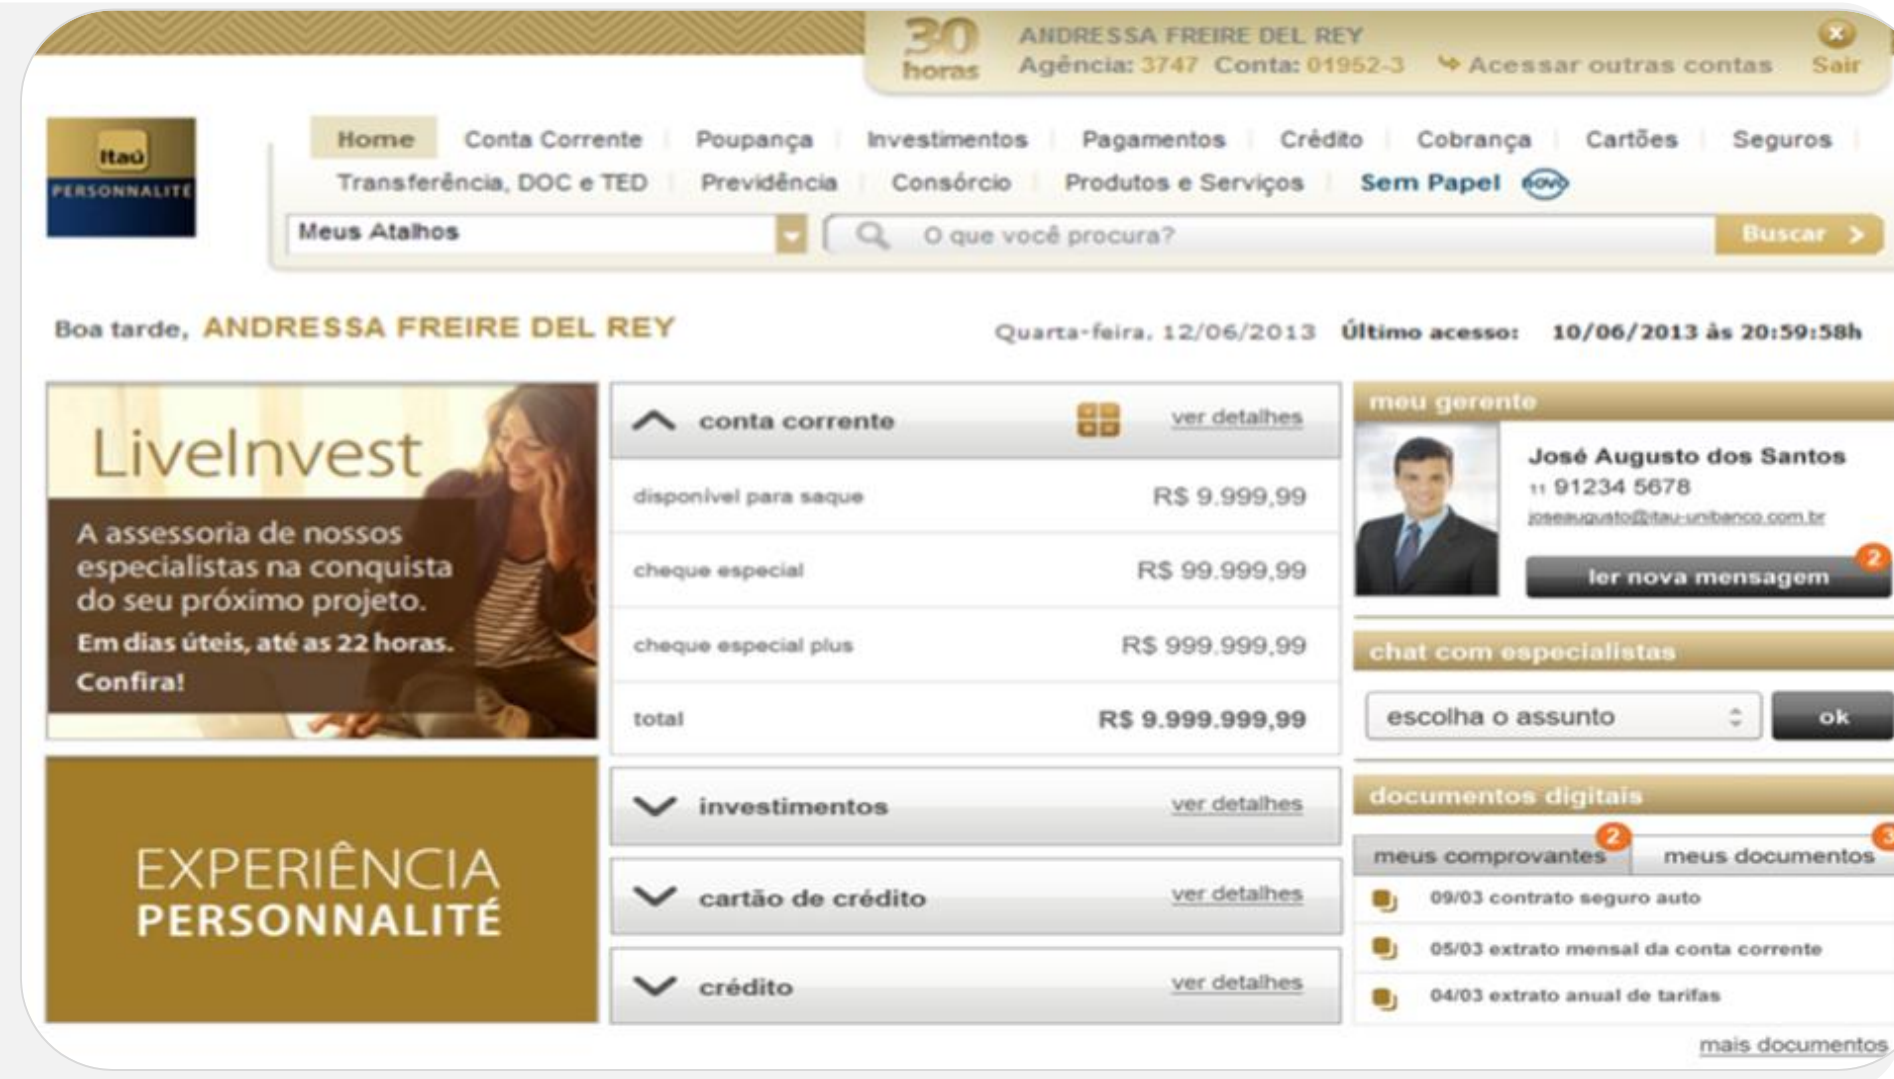 30 horas
ANDRESSA FREIRE DEL REY
Agência: 3747 Conta: 01952-3 Acessar outras contas Sair
Itaú
PERSONNALITÉ
Home Conta Corrente Poupança Investimentos Pagamentos Crédito Cobrança Cartões Seguros
Transferência, DOC e TED Previdência Consórcio Produtos e Serviços Sem Papel novo
Meus Atalhos O que você procura? Buscar >
Boa tarde, ANDRESSA FREIRE DEL REY Quarta-feira, 12/06/2013 Último acesso: 10/06/2013 às 20:59:58h
LiveInvest
A assessoria de nossos
especialistas na conquista
do seu próximo projeto.
Em dias úteis, até as 22 horas.
Confira!
EXPERIÊNCIA
PERSONNALITÉ
conta corrente ver detalhes
disponível para saque R$ 9.999,99
cheque especial R$ 99.999,99
cheque especial plus R$ 999.999,99
total R$ 9.999.999,99
investimentos ver detalhes
cartão de crédito ver detalhes
crédito ver detalhes
meu gerente
José Augusto dos Santos
11 91234 5678
joseaugusto@itau-unibanco.com.br
ler nova mensagem 2
chat com especialistas
escolha o assunto ok
documentos digitais
meus comprovantes 2 meus documentos 3
09/03 contrato seguro auto
05/03 extrato mensal da conta corrente
04/03 extrato anual de tarifas
mais documentos